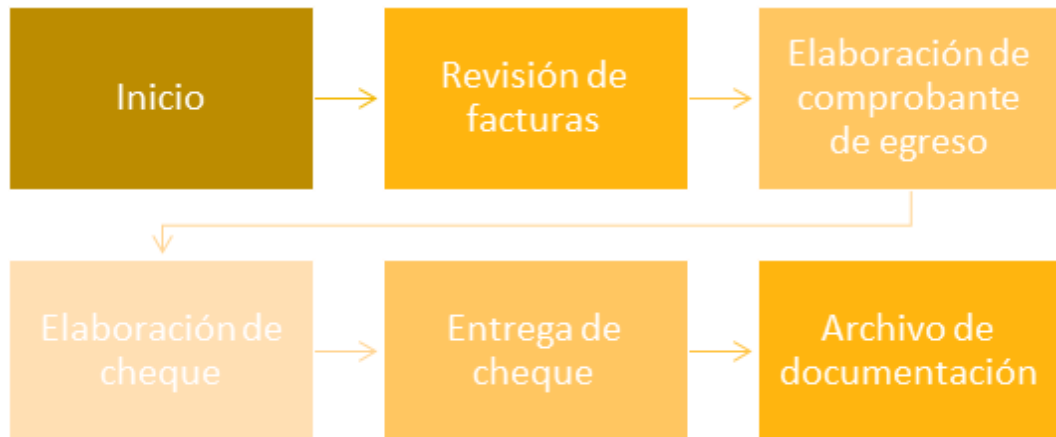 Inicio
Revisión de
facturas
Elaboración de
comprobante
de egreso
Elaboración de
cheque
Entrega de
cheque
Archivo de
documentación